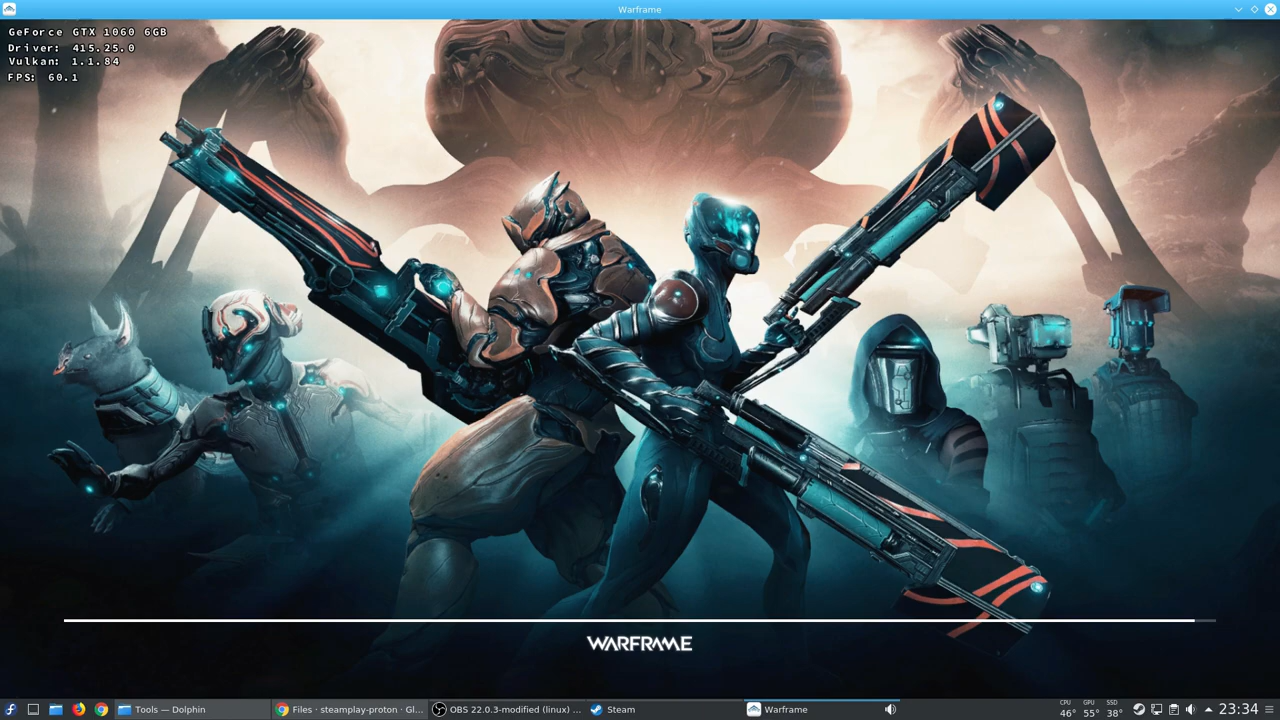 Warframe
GeForce GTX 1060 6GB
Driver: 415.25.0
Vulkan: 1.1.84
FPS: 60.1
WARFRAME
Tools — Dolphin
Files · steamplay-proton · Gl...
OBS 22.0.3-modified (linux) ...
Steam
Warframe
CPU GPU SSD
46° 55° 38°
23:34